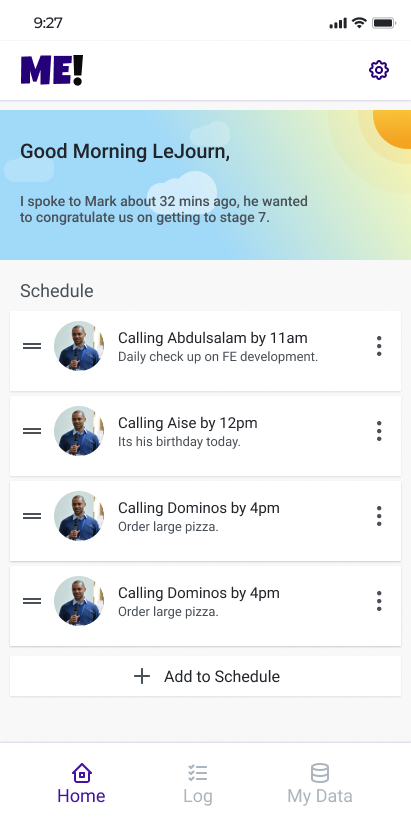 9:27
ME!
Good Morning LeJourn,
I spoke to Mark about 32 mins ago, he wanted
to congratulate us on getting to stage 7.
Schedule
Calling Abdulsalam by 11am
Daily check up on FE development.
Calling Aise by 12pm
Its his birthday today.
Calling Dominos by 4pm
Order large pizza.
Calling Dominos by 4pm
Order large pizza.
Add to Schedule
Home
Log
My Data